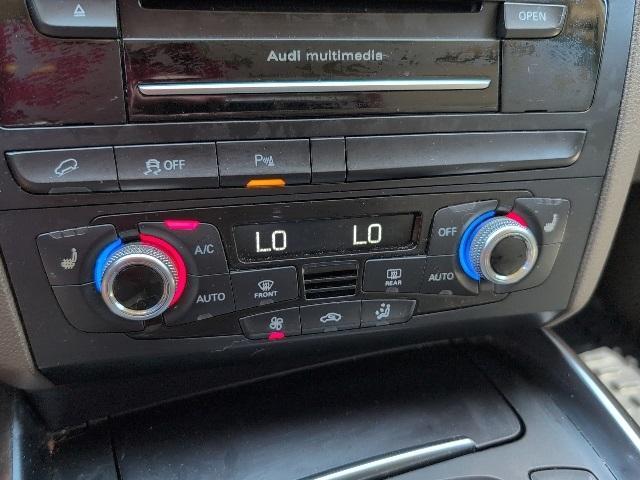 OPEN
Audi multimedia
OFF
P
A/C
LO
LO
OFF
AUTO
FRONT
REAR
AUTO